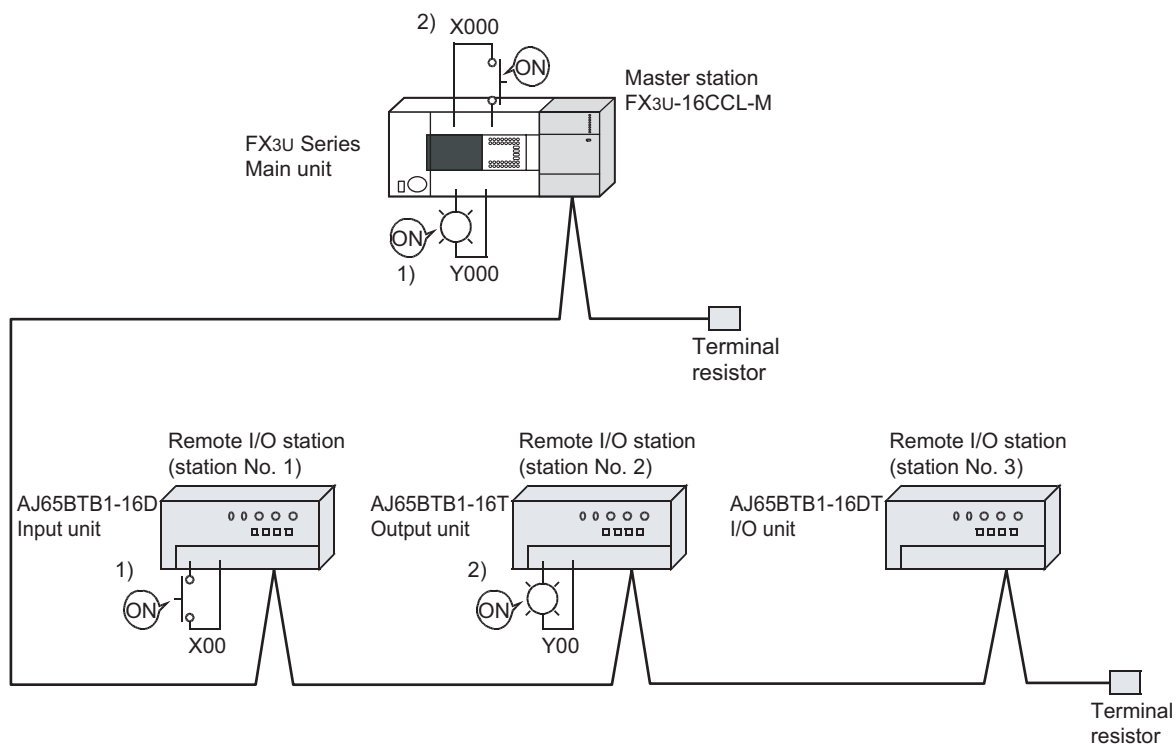 2) X000
ON
Master station
FX3U-16CCL-M
FX3U Series
Main unit
ON
1) Y000
Terminal
resistor
Remote I/O station
(station No. 1)
Remote I/O station
(station No. 2)
Remote I/O station
(station No. 3)
AJ65BTB1-16D
Input unit
AJ65BTB1-16T
Output unit
AJ65BTB1-16DT
I/O unit
1)
ON
X00
2)
ON
Y00
Terminal
resistor